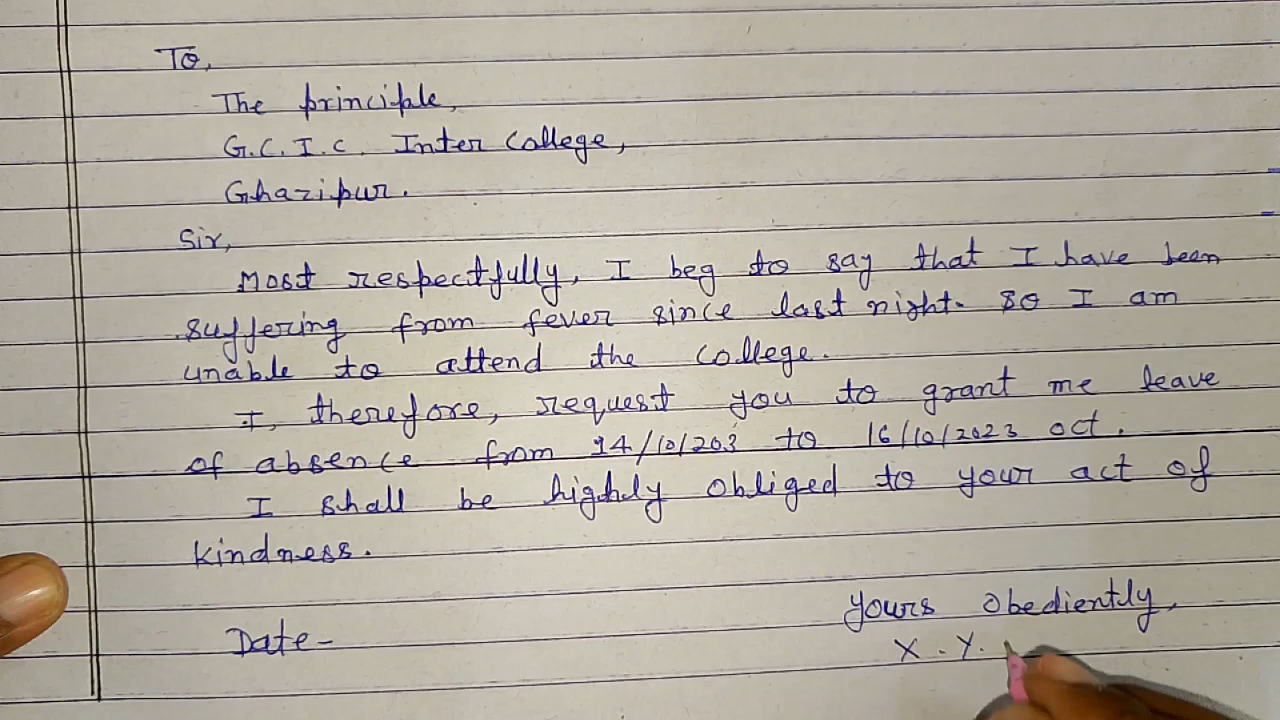 To,
The principle,
G.C.I.C. Inter College,
Ghazipur.
Sir,
Most respectfully, I beg to say that I have been
suffering from fever since last night. so I am
unable to attend the college.
I, therefore, request you to grant me leave
of absence from 14/10/203 to 16/10/2023 oct.
I shall be highly obliged to your act of
kindness.
Yours Obediently,
Date-
X.Y.